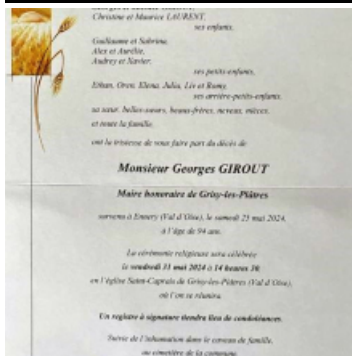 Christine et Maurice LAURENT,
ses enfants,
Guillaume et Sabrina,
Alex et Aurélie,
Audrey et Xavier,
ses petits-enfants,
Ethan, Oren, Elena, Julia, Liv et Romy,
ses arrière-petits-enfants,
sa sœur, belles-sœurs, beaux-frères, neveux, nièces,
et toute la famille,
ont la tristesse de vous faire part du décès de
Monsieur Georges GIROUT
Maire honoraire de Grisy-les-Plâtres
survenu à Ennery (Val d'Oise), le samedi 25 mai 2024,
à l'âge de 94 ans.
La cérémonie religieuse sera célébrée
le vendredi 31 mai 2024 à 14 heures 30
en l'église Saint-Caprais de Grisy-les-Plâtres (Val d'Oise),
où l'on se réunira.
Un registre à signature tiendra lieu de condoléances.
Suivie de l'inhumation dans le caveau de famille,
au cimetière de la commune.